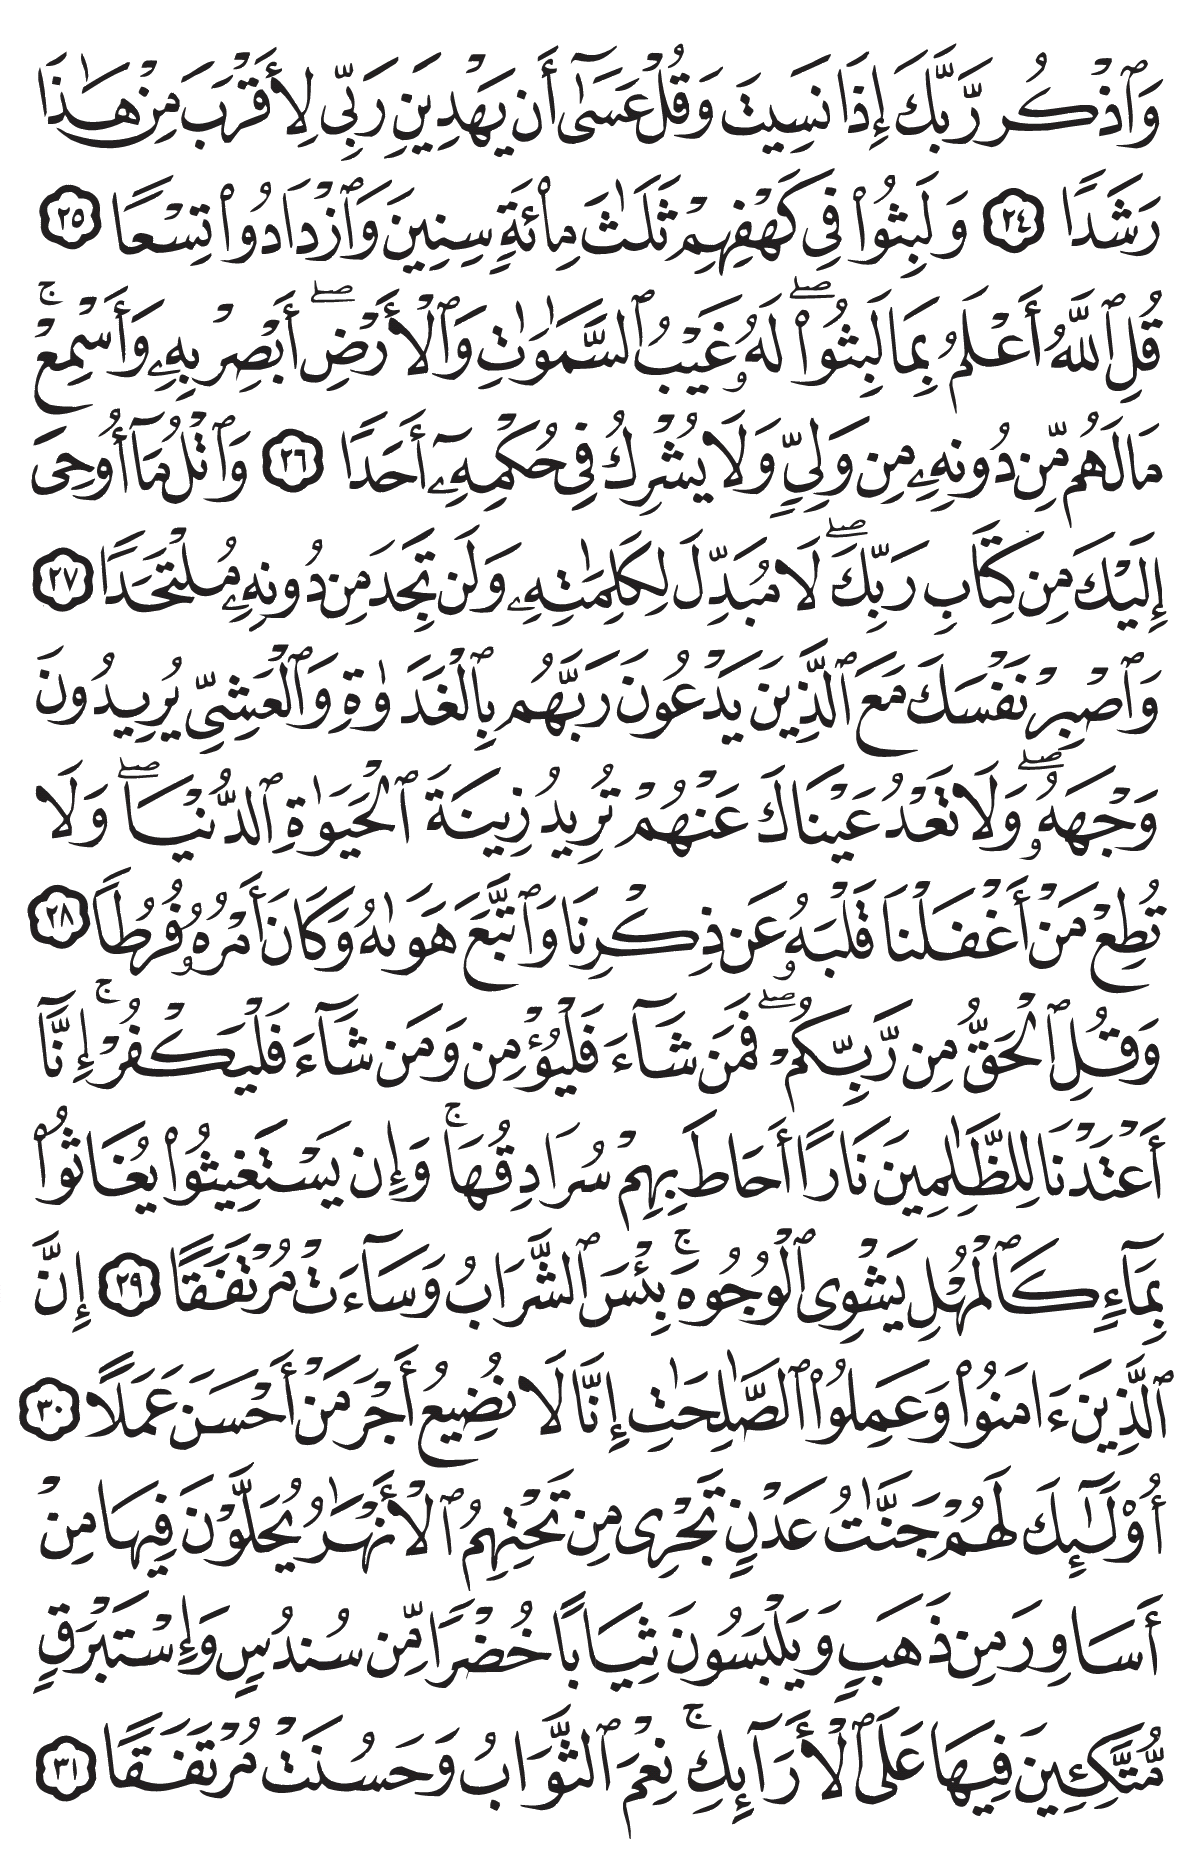 وَٱذْكُر رَّبَّكَ إِذَا نَسِيتَ وَقُلْ عَسَىٰٓ أَن يَهْدِيَنِ رَبِّى لِأَقْرَبَ مِنْ هَـٰذَا
رَشَدًا ٢٤ وَلَبِثُوا۟ فِى كَهْفِهِمْ ثَلَـٰثَ مِا۟ئَةٍ سِنِينَ وَٱزْدَادُوا۟ تِسْعًا ٢٥
قُلِ ٱللَّهُ أَعْلَمُ بِمَا لَبِثُوا۟ ۖ لَهُۥ غَيْبُ ٱلسَّمَـٰوَٰتِ وَٱلْأَرْضِ ۖ أَبْصِرْ بِهِۦ وَأَسْمِعْ ۚ
مَا لَهُم مِّن دُونِهِۦ مِن وَلِىٍّ وَلَا يُشْرِكُ فِى حُكْمِهِۦٓ أَحَدًا ٢٦ وَٱتْلُ مَآ أُوحِىَ
إِلَيْكَ مِن كِتَابِ رَبِّكَ ۖ لَا مُبَدِّلَ لِكَلِمَـٰتِهِۦ وَلَن تَجِدَ مِن دُونِهِۦ مُلْتَحَدًا ٢٧
وَٱصْبِرْ نَفْسَكَ مَعَ ٱلَّذِينَ يَدْعُونَ رَبَّهُم بِٱلْغَدَوٰةِ وَٱلْعَشِىِّ يُرِيدُونَ
وَجْهَهُۥ ۖ وَلَا تَعْدُ عَيْنَاكَ عَنْهُمْ تُرِيدُ زِينَةَ ٱلْحَيَوٰةِ ٱلدُّنْيَا ۖ وَلَا
تُطِعْ مَنْ أَغْفَلْنَا قَلْبَهُۥ عَن ذِكْرِنَا وَٱتَّبَعَ هَوَىٰهُ وَكَانَ أَمْرُهُۥ فُرُطًا ٢٨
وَقُلِ ٱلْحَقُّ مِن رَّبِّكُمْ ۖ فَمَن شَآءَ فَلْيُؤْمِن وَمَن شَآءَ فَلْيَكْفُرْ ۚ إِنَّآ
أَعْتَدْنَا لِلظَّـٰلِمِينَ نَارًا أَحَاطَ بِهِمْ سُرَادِقُهَا ۚ وَإِن يَسْتَغِيثُوا۟ يُغَاثُوا۟
بِمَآءٍ كَٱلْمُهْلِ يَشْوِى ٱلْوُجُوهَ ۚ بِئْسَ ٱلشَّرَابُ وَسَآءَتْ مُرْتَفَقًا ٢٩ إِنَّ
ٱلَّذِينَ ءَامَنُوا۟ وَعَمِلُوا۟ ٱلصَّـٰلِحَـٰتِ إِنَّا لَا نُضِيعُ أَجْرَ مَنْ أَحْسَنَ عَمَلًا ٣٠
أُو۟لَـٰٓئِكَ لَهُمْ جَنَّـٰتُ عَدْنٍ تَجْرِى مِن تَحْتِهِمُ ٱلْأَنْهَـٰرُ يُحَلَّوْنَ فِيهَا مِنْ
أَسَاوِرَ مِن ذَهَبٍ وَيَلْبَسُونَ ثِيَابًا خُضْرًا مِّن سُندُسٍ وَإِسْتَبْرَقٍ
مُّتَّكِـِٔينَ فِيهَا عَلَى ٱلْأَرَآئِكِ ۚ نِعْمَ ٱلثَّوَابُ وَحَسُنَتْ مُرْتَفَقًا ٣١